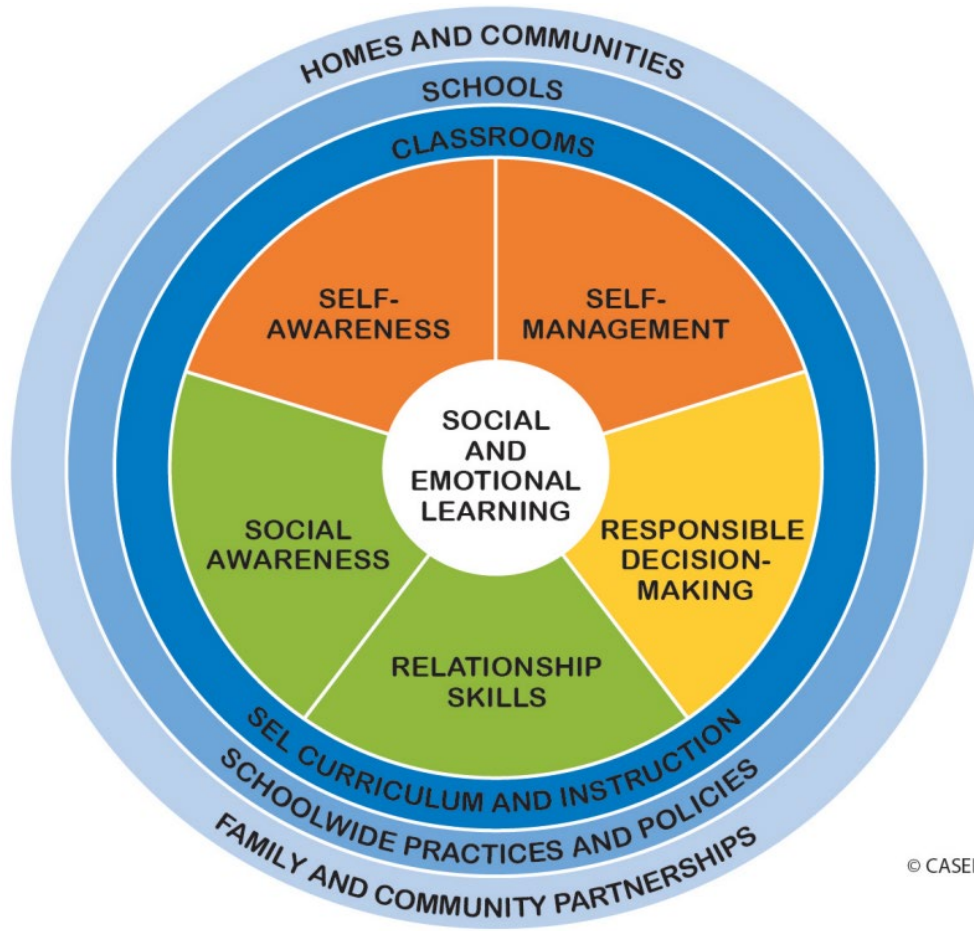 HOMES AND COMMUNITIES
SCHOOLS
CLASSROOMS
SELF-
AWARENESS
SELF-
MANAGEMENT
SOCIAL
AND
EMOTIONAL
LEARNING
SOCIAL
AWARENESS
RESPONSIBLE
DECISION-
MAKING
RELATIONSHIP
SKILLS
SEL CURRICULUM AND INSTRUCTION
SCHOOLWIDE PRACTICES AND POLICIES
FAMILY AND COMMUNITY PARTNERSHIPS
©